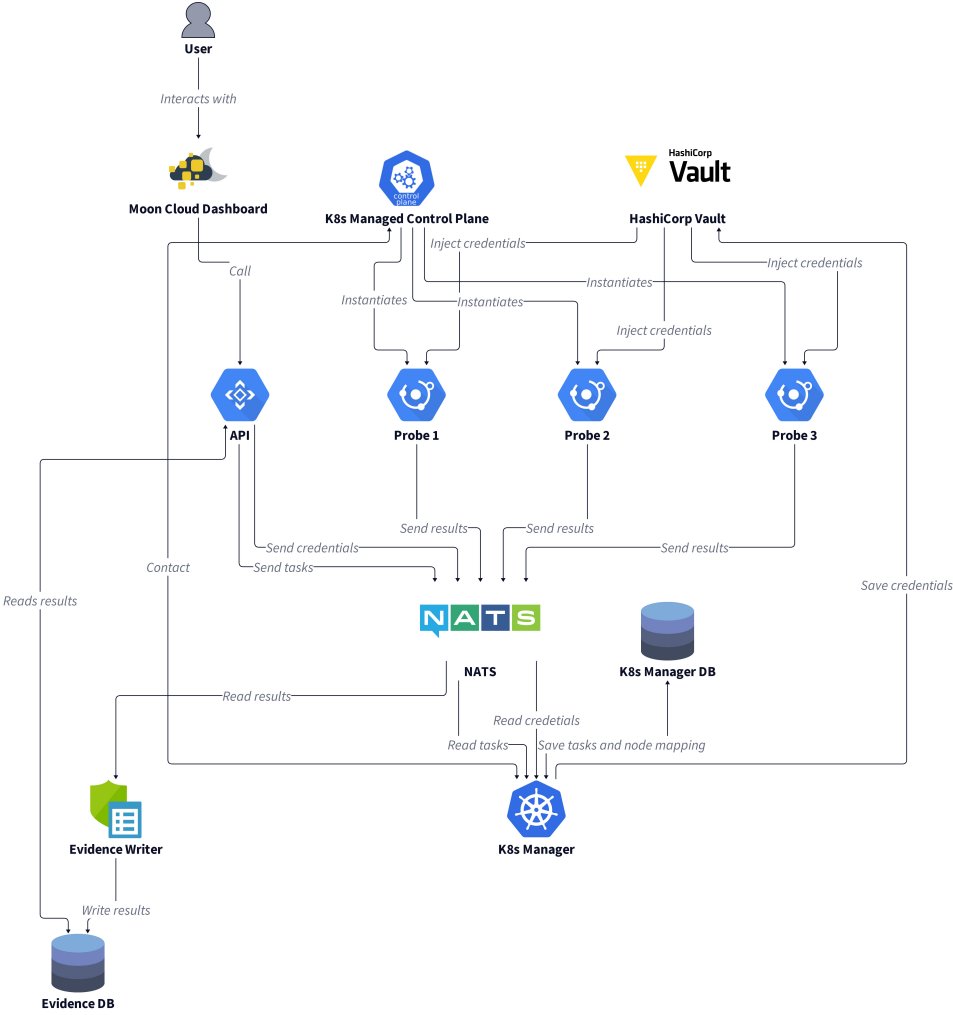 User
Interacts with
HashiCorp
Vault
control
plane
Moon Cloud Dashboard
K8s Managed Control Plane
HashiCorp Vault
Inject credentials
Call
Inject credentials
Instantiates
Instantiates
Instantiates
Inject credentials
API
Probe 1
Probe 2
Probe 3
Send results
Send results
Send credentials
Send results
Contact
Send tasks
Save credentials
Reads results
NATS
NATS
K8s Manager DB
Read results
Read credetials
Read tasks
Save tasks and node mapping
Evidence Writer
K8s Manager
Write results
Evidence DB